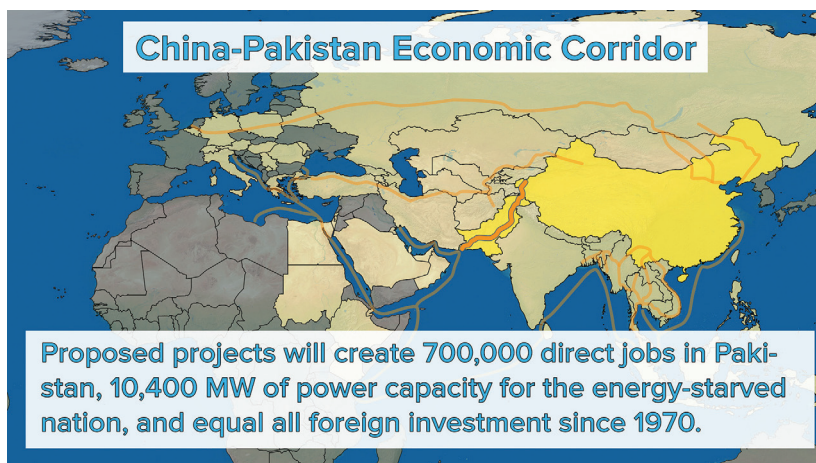 China-Pakistan Economic Corridor
Proposed projects will create 700,000 direct jobs in Paki-
stan, 10,400 MW of power capacity for the energy-starved
nation, and equal all foreign investment since 1970.